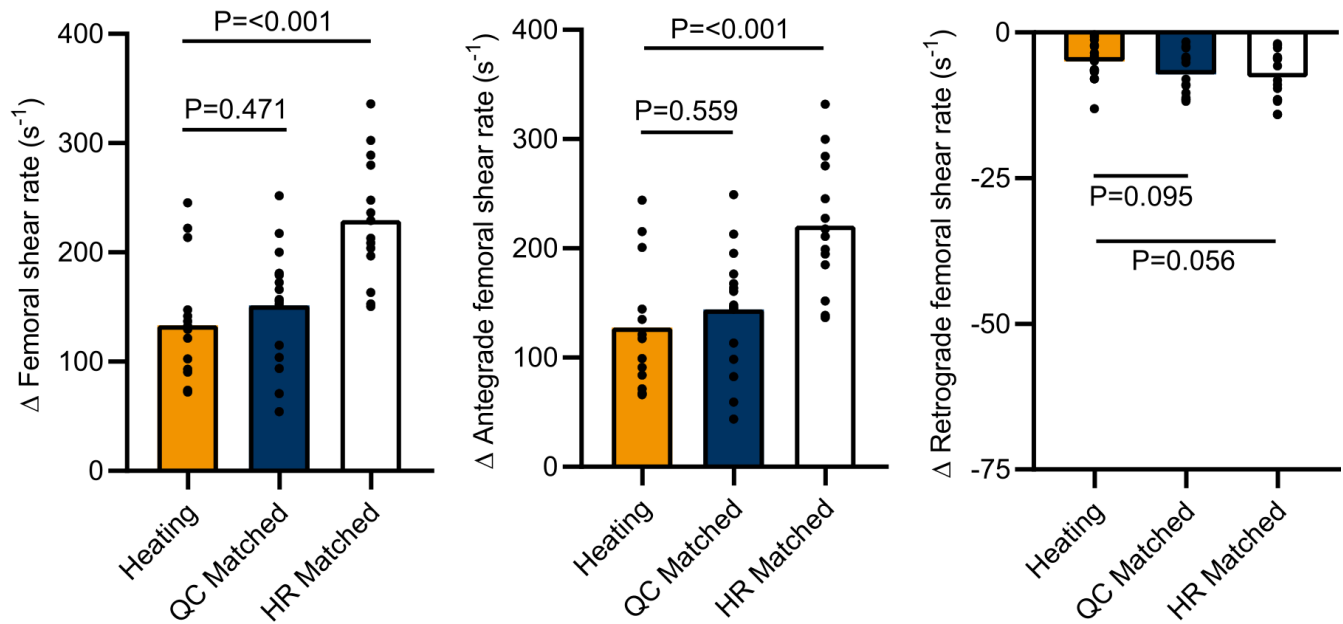 Δ Femoral shear rate (s⁻¹)
400
300
200
100
0
P=<0.001
P=0.471
Heating
QC Matched
HR Matched
Δ Antegrade femoral shear rate (s⁻¹)
400
300
200
100
0
P=<0.001
P=0.559
Heating
QC Matched
HR Matched
Δ Retrograde femoral shear rate (s⁻¹)
0
-25
-50
-75
P=0.095
P=0.056
Heating
QC Matched
HR Matched